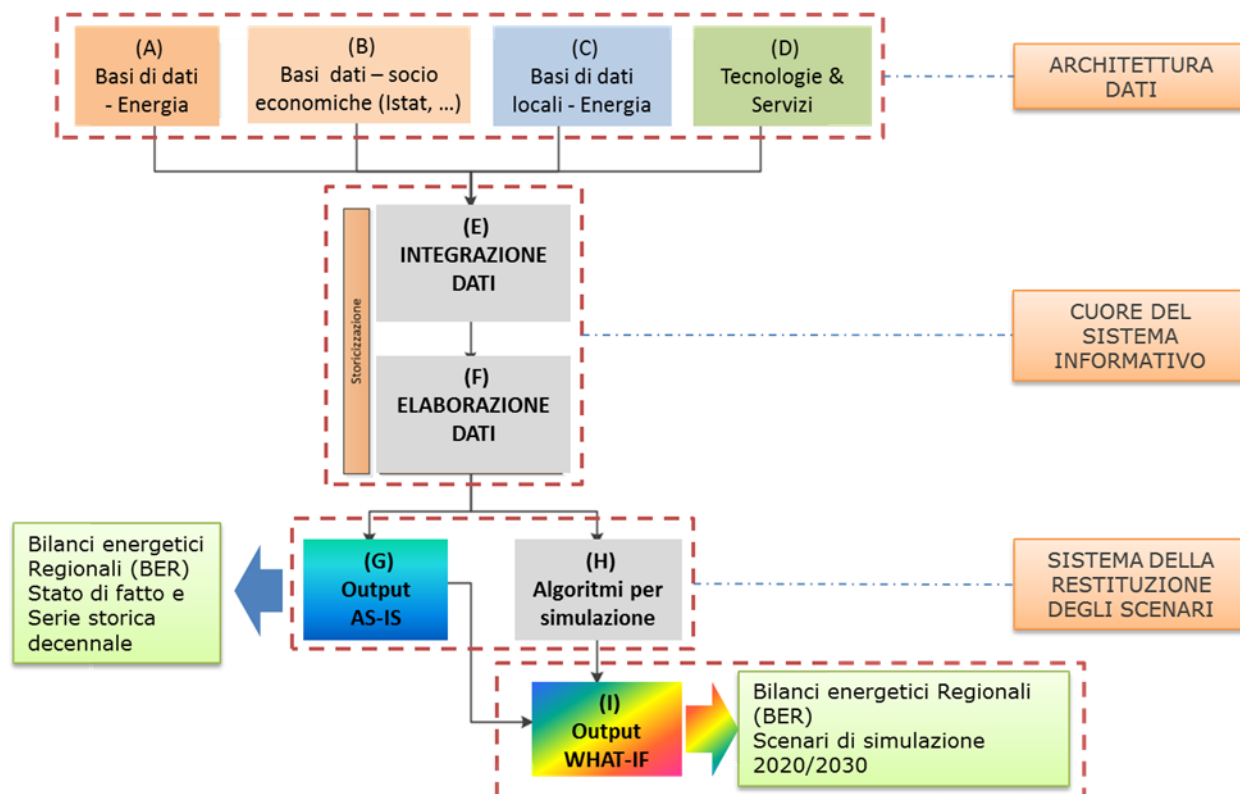 (A)
Basi di dati
- Energia
(B)
Basi dati – socio
economiche (Istat, ...)
(C)
Basi di dati
locali - Energia
(D)
Tecnologie &
Servizi
ARCHITETTURA
DATI
Storicizzazione
(E)
INTEGRAZIONE
DATI
(F)
ELABORAZIONE
DATI
CUORE DEL
SISTEMA
INFORMATIVO
Bilanci energetici
Regionali (BER)
Stato di fatto e
Serie storica
decennale
(G)
Output
AS-IS
(H)
Algoritmi per
simulazione
SISTEMA DELLA
RESTITUZIONE
DEGLI SCENARI
(I)
Output
WHAT-IF
Bilanci energetici Regionali
(BER)
Scenari di simulazione
2020/2030